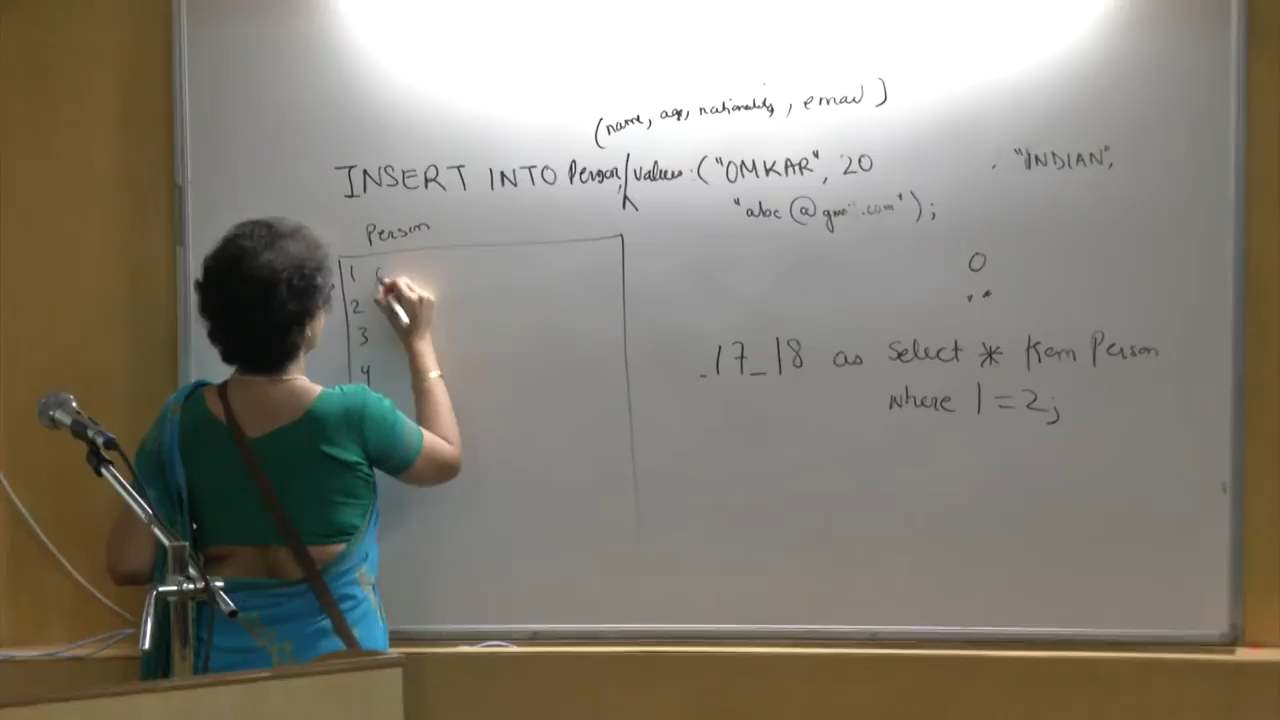 (name, age, nationality, email)
INSERT INTO Person values ("OMKAR", 20 "INDIAN",
"abc@gm .com");
Person
1
2
3
4
0
_17_18 as select * from Person
where 1=2;